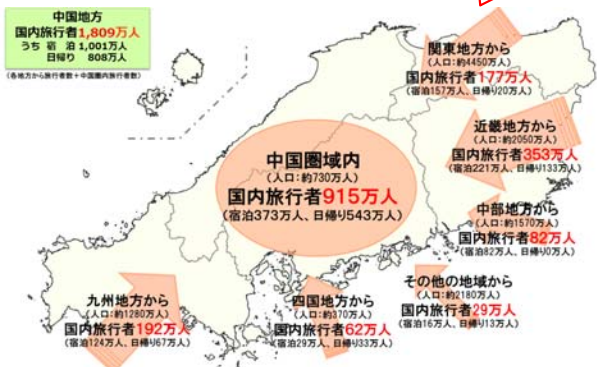 中国地方
国内旅行者1,809万人
うち 宿 泊 1,001万人
日帰り 808万人
(各地方から旅行者数+中国圏内旅行者数)
関東地方から
(人口:約4450万人)
国内旅行者177万人
(宿泊157万人、日帰り20万人)
近畿地方から
(人口:約2050万人)
国内旅行者353万人
(宿泊221万人、日帰り133万人)
中国圏域内
(人口:約730万人)
国内旅行者915万人
(宿泊373万人、日帰り543万人)
中部地方から
(人口:約1570万人)
国内旅行者82万人
(宿泊82万人、日帰り0万人)
その他の地域から
(人口:約2180万人)
国内旅行者29万人
(宿泊16万人、日帰り13万人)
九州地方から
(人口:約1280万人)
国内旅行者192万人
(宿泊124万人、日帰り67万人)
四国地方から
(人口:約370万人)
国内旅行者62万人
(宿泊29万人、日帰り33万人)